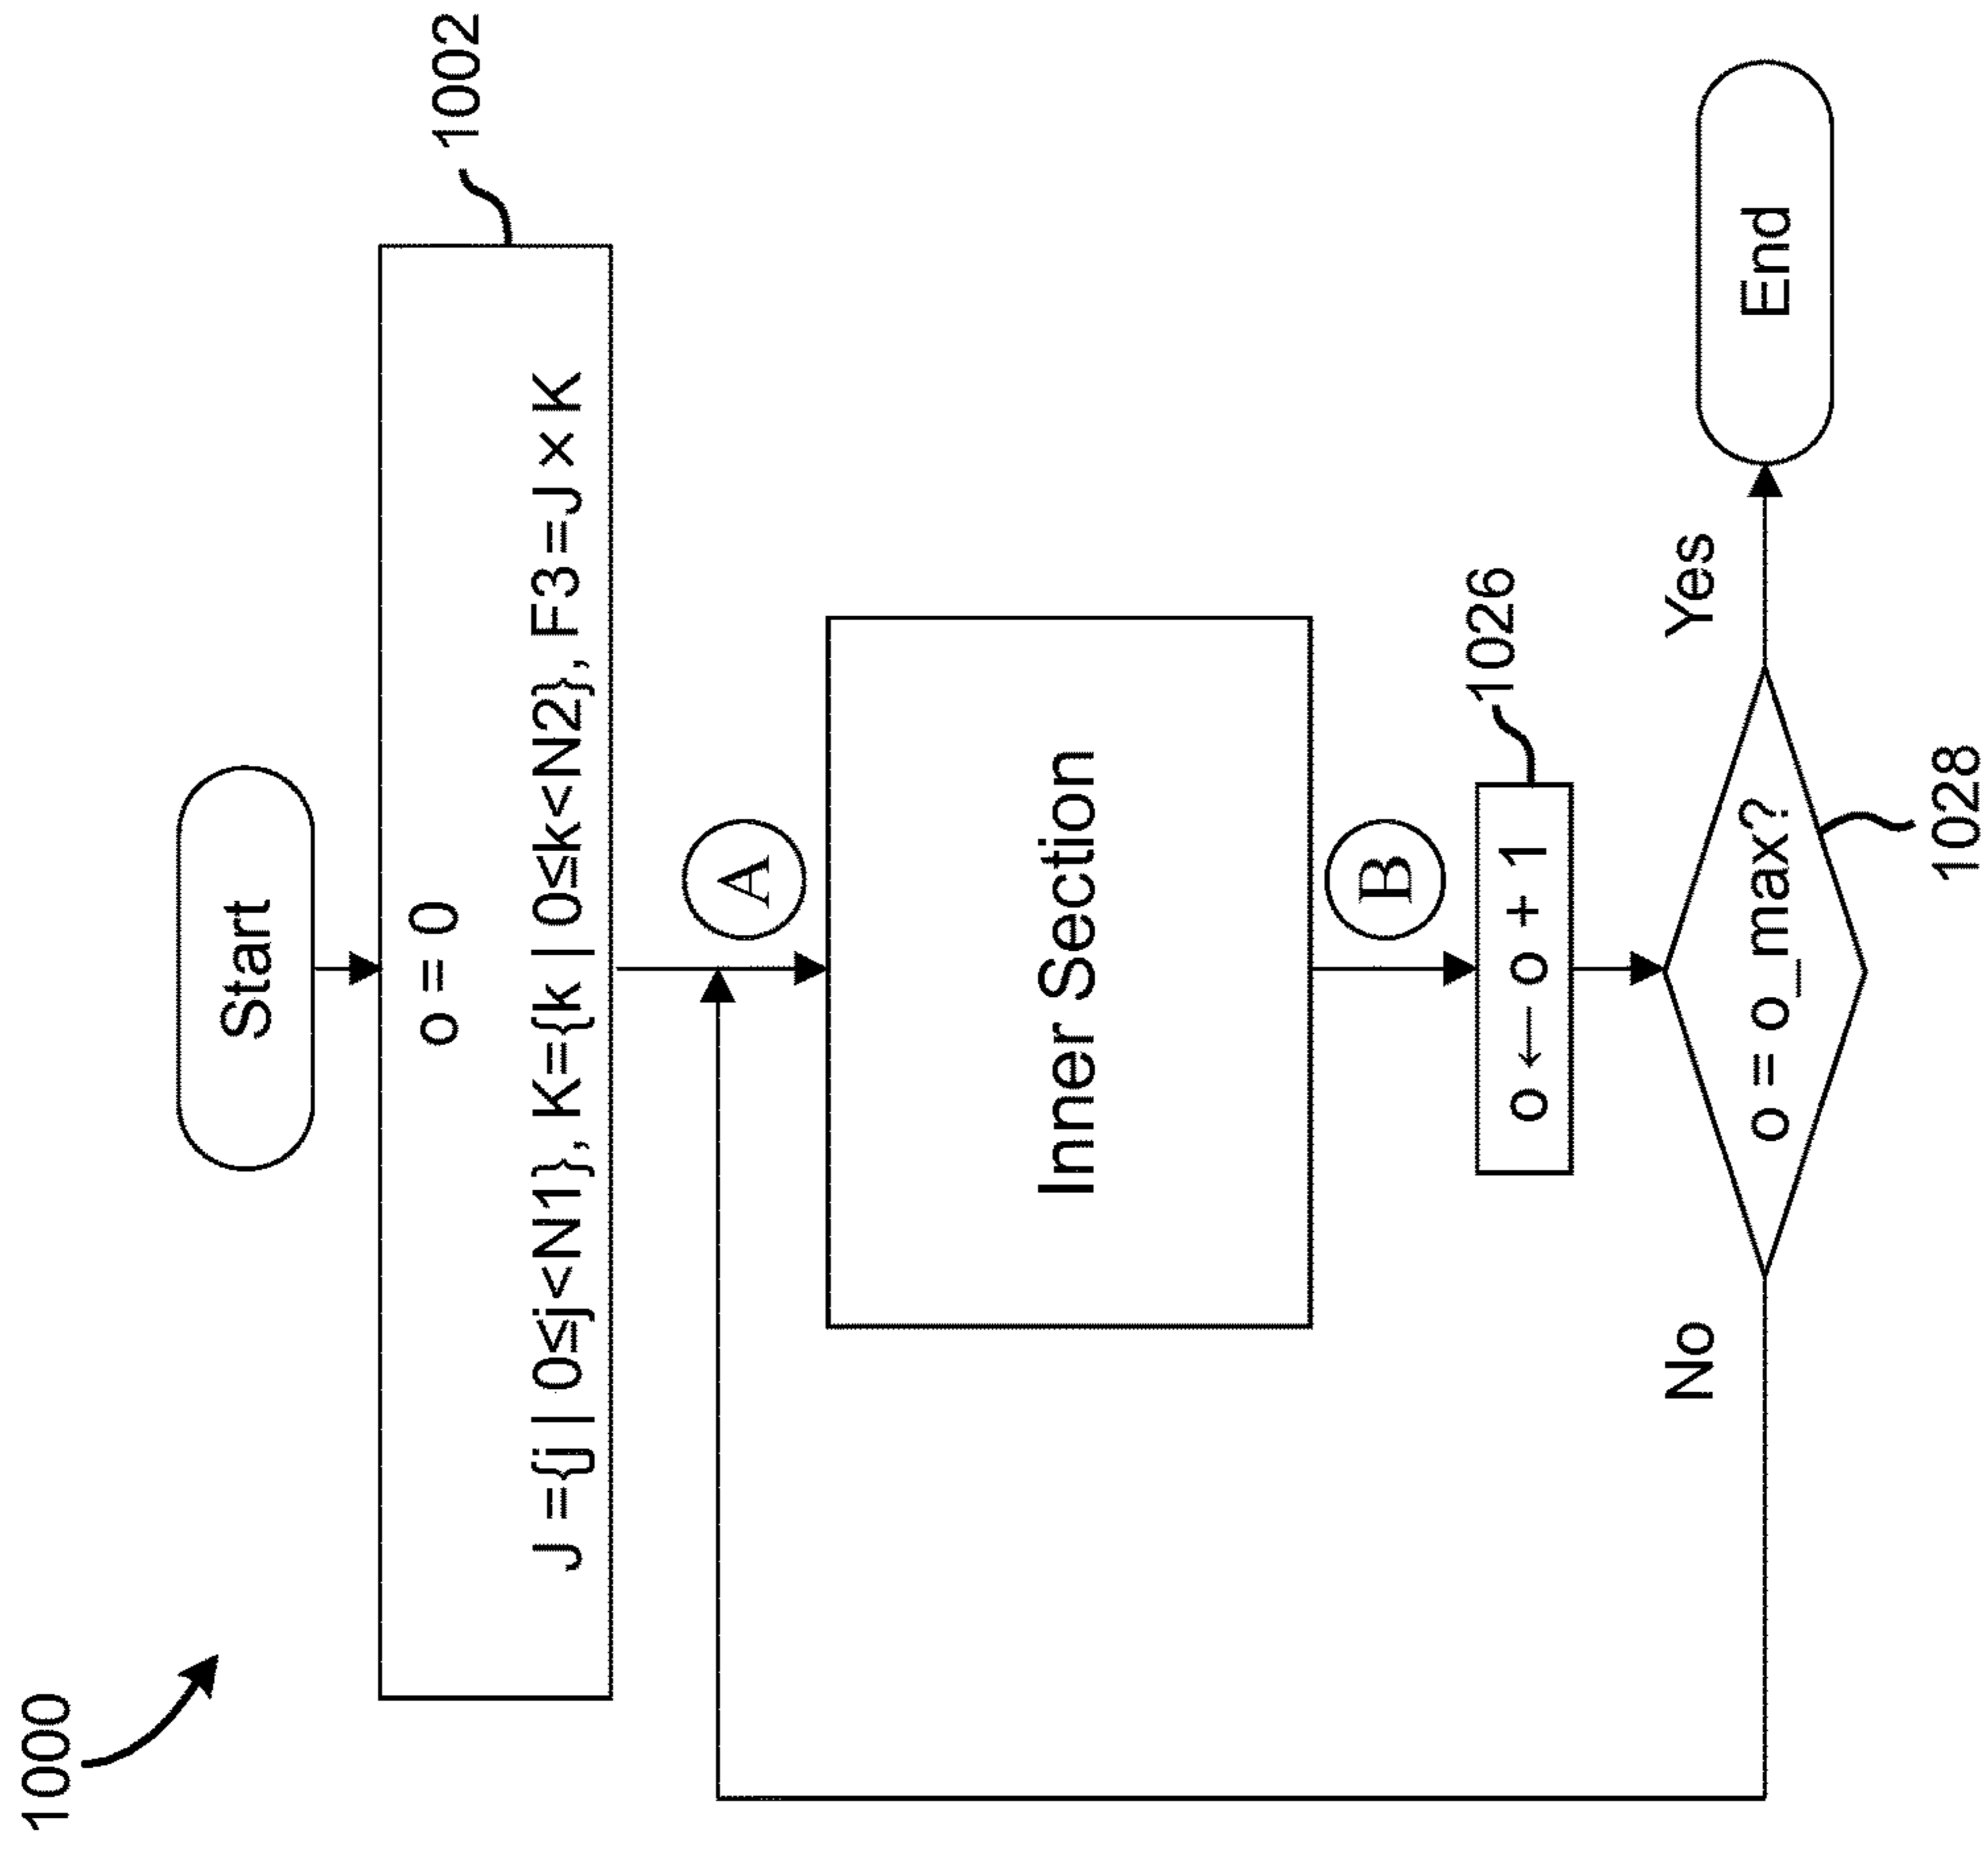 1000
Start
1002
o = 0
J ={j | 0≤j<N1}, K={k | 0≤k<N2}, F3 =J × K
A
Inner Section
B
1026
o ← o + 1
o = o_max?
No
Yes
End
1028